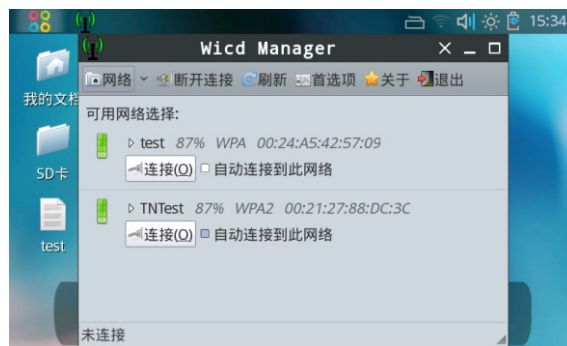 15:34
Wicd Manager
网络 断开连接 刷新 首选项 关于 退出
我的文档
可用网络选择:
test 87% WPA 00:24:A5:42:57:09
连接(O) 自动连接到此网络
SD卡
TNTest 87% WPA2 00:21:27:88:DC:3C
连接(O) 自动连接到此网络
test
未连接